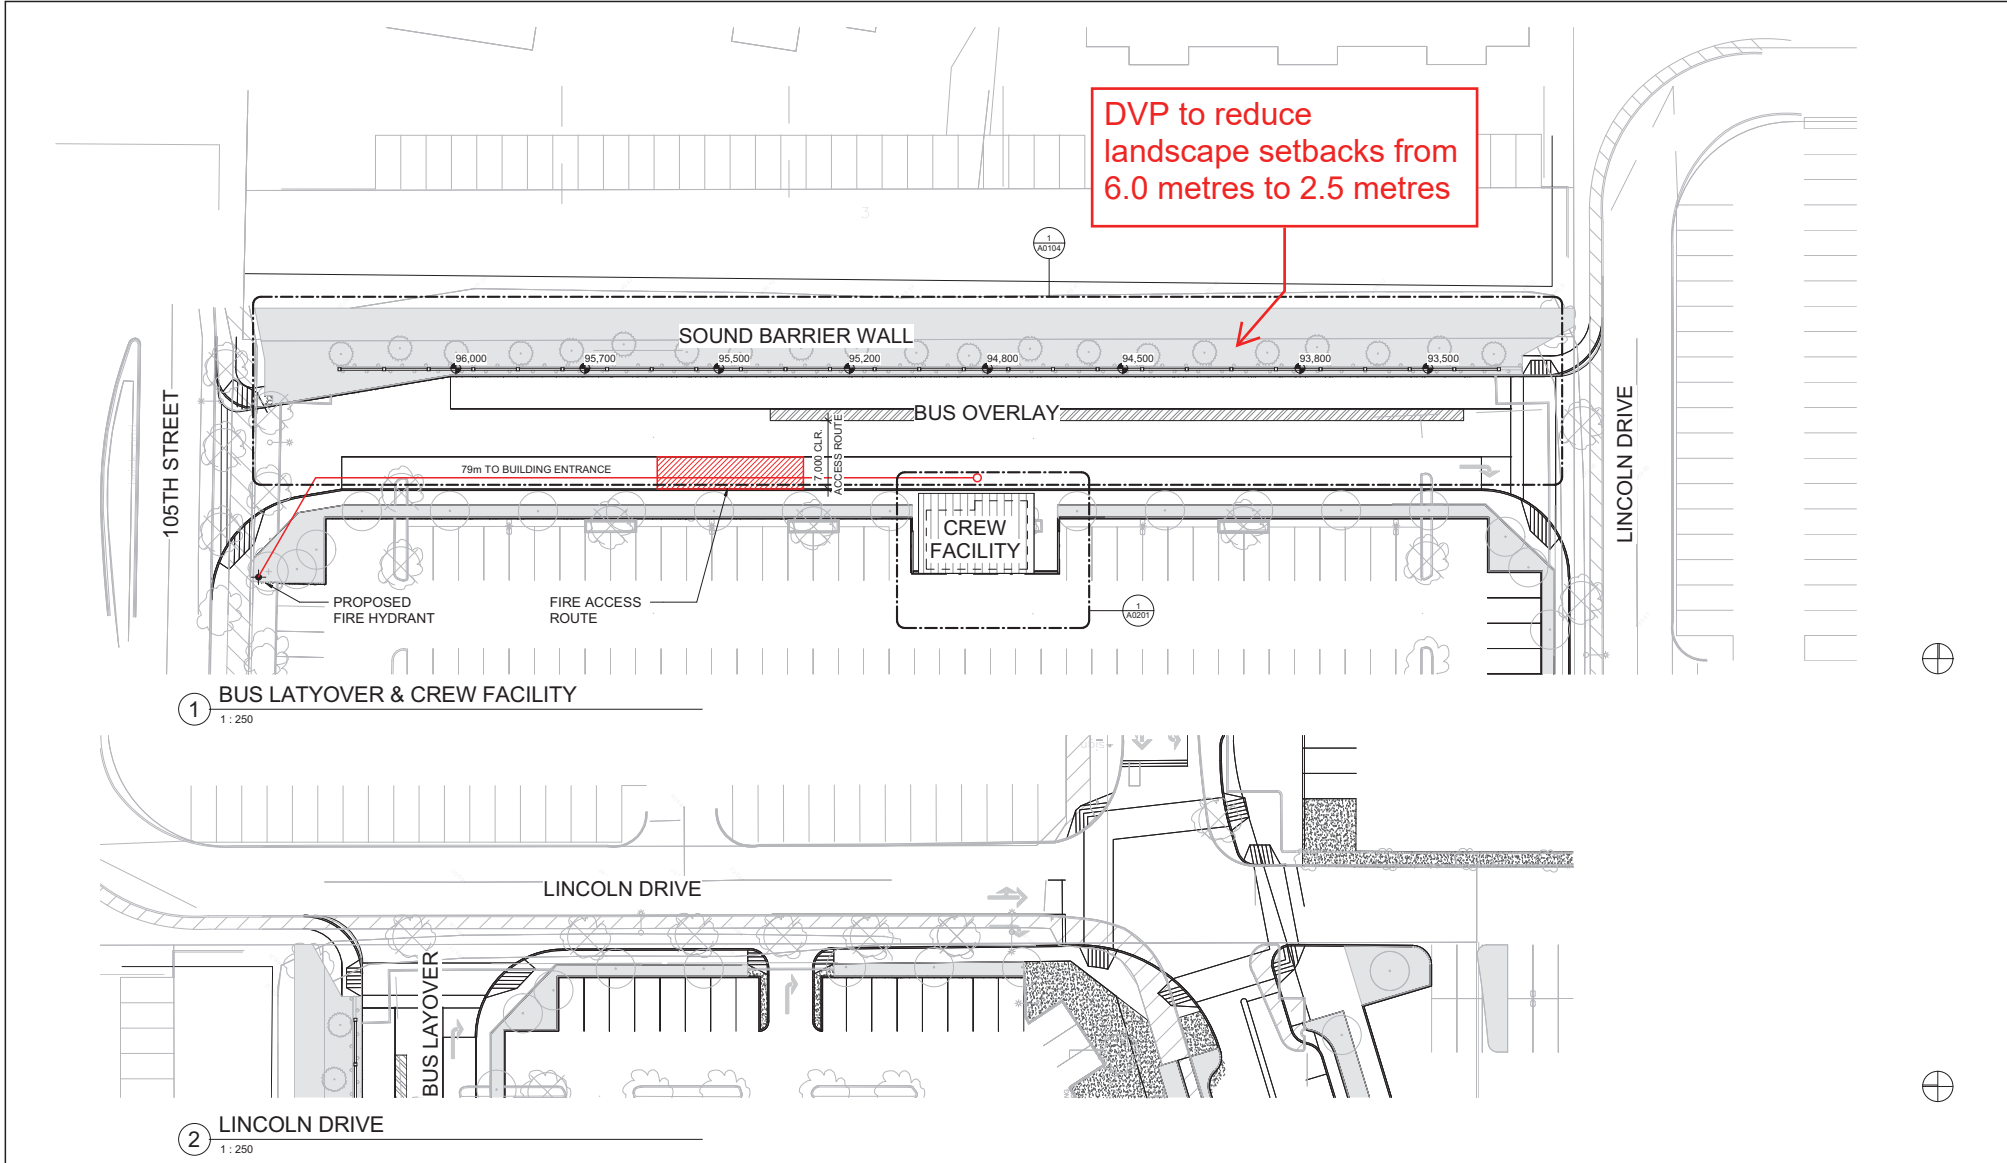 DVP to reduce
landscape setbacks from
6.0 metres to 2.5 metres
3
1
A0104
SOUND BARRIER WALL
96,000
95,700
95,500
95,200
94,800
94,500
93,800
93,500
BUS OVERLAY
105TH STREET
LINCOLN DRIVE
7,000 CLR.
ACCESS ROUTE
79m TO BUILDING ENTRANCE
CREW
FACILITY
PROPOSED
FIRE HYDRANT
FIRE ACCESS
ROUTE
1
A0201
1
BUS LATYOVER & CREW FACILITY
1 : 250
LINCOLN DRIVE
BUS LAYOVER
2
LINCOLN DRIVE
1 : 250